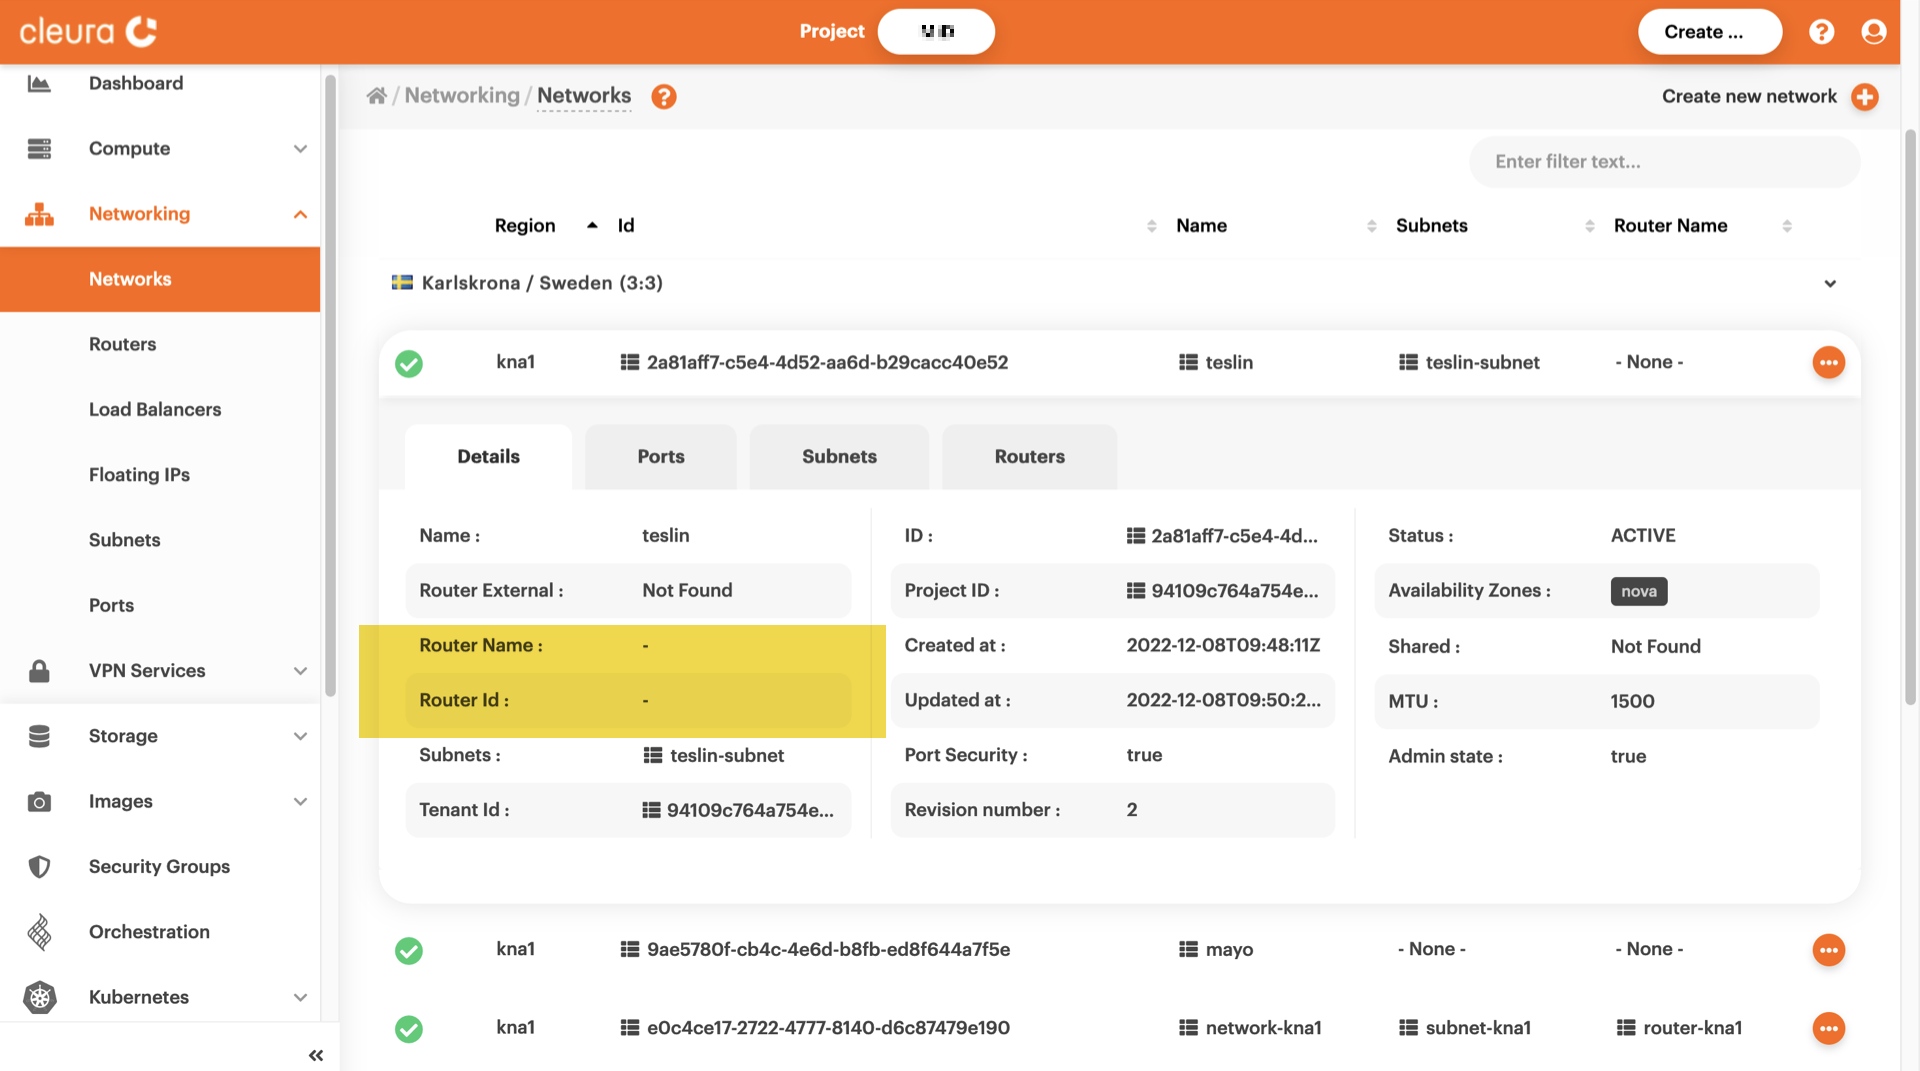 cleura
Project
Create ...
Dashboard
Compute
Networking
Networks
Routers
Load Balancers
Floating IPs
Subnets
Ports
VPN Services
Storage
Images
Security Groups
Orchestration
Kubernetes
/ Networking / Networks
Create new network
Enter filter text...
Region Id Name Subnets Router Name
Karlskrona / Sweden (3:3)
kna1 2a81aff7-c5e4-4d52-aa6d-b29cacc40e52 teslin teslin-subnet - None -
Details Ports Subnets Routers
Name : teslin
Router External : Not Found
Router Name : -
Router Id : -
Subnets : teslin-subnet
Tenant Id : 94109c764a754e...
ID : 2a81aff7-c5e4-4d...
Project ID : 94109c764a754e...
Created at : 2022-12-08T09:48:11Z
Updated at : 2022-12-08T09:50:2...
Port Security : true
Revision number : 2
Status : ACTIVE
Availability Zones : nova
Shared : Not Found
MTU : 1500
Admin state : true
kna1 9ae5780f-cb4c-4e6d-b8fb-ed8f644a7f5e mayo - None - - None -
kna1 e0c4ce17-2722-4777-8140-d6c87479e190 network-kna1 subnet-kna1 router-kna1